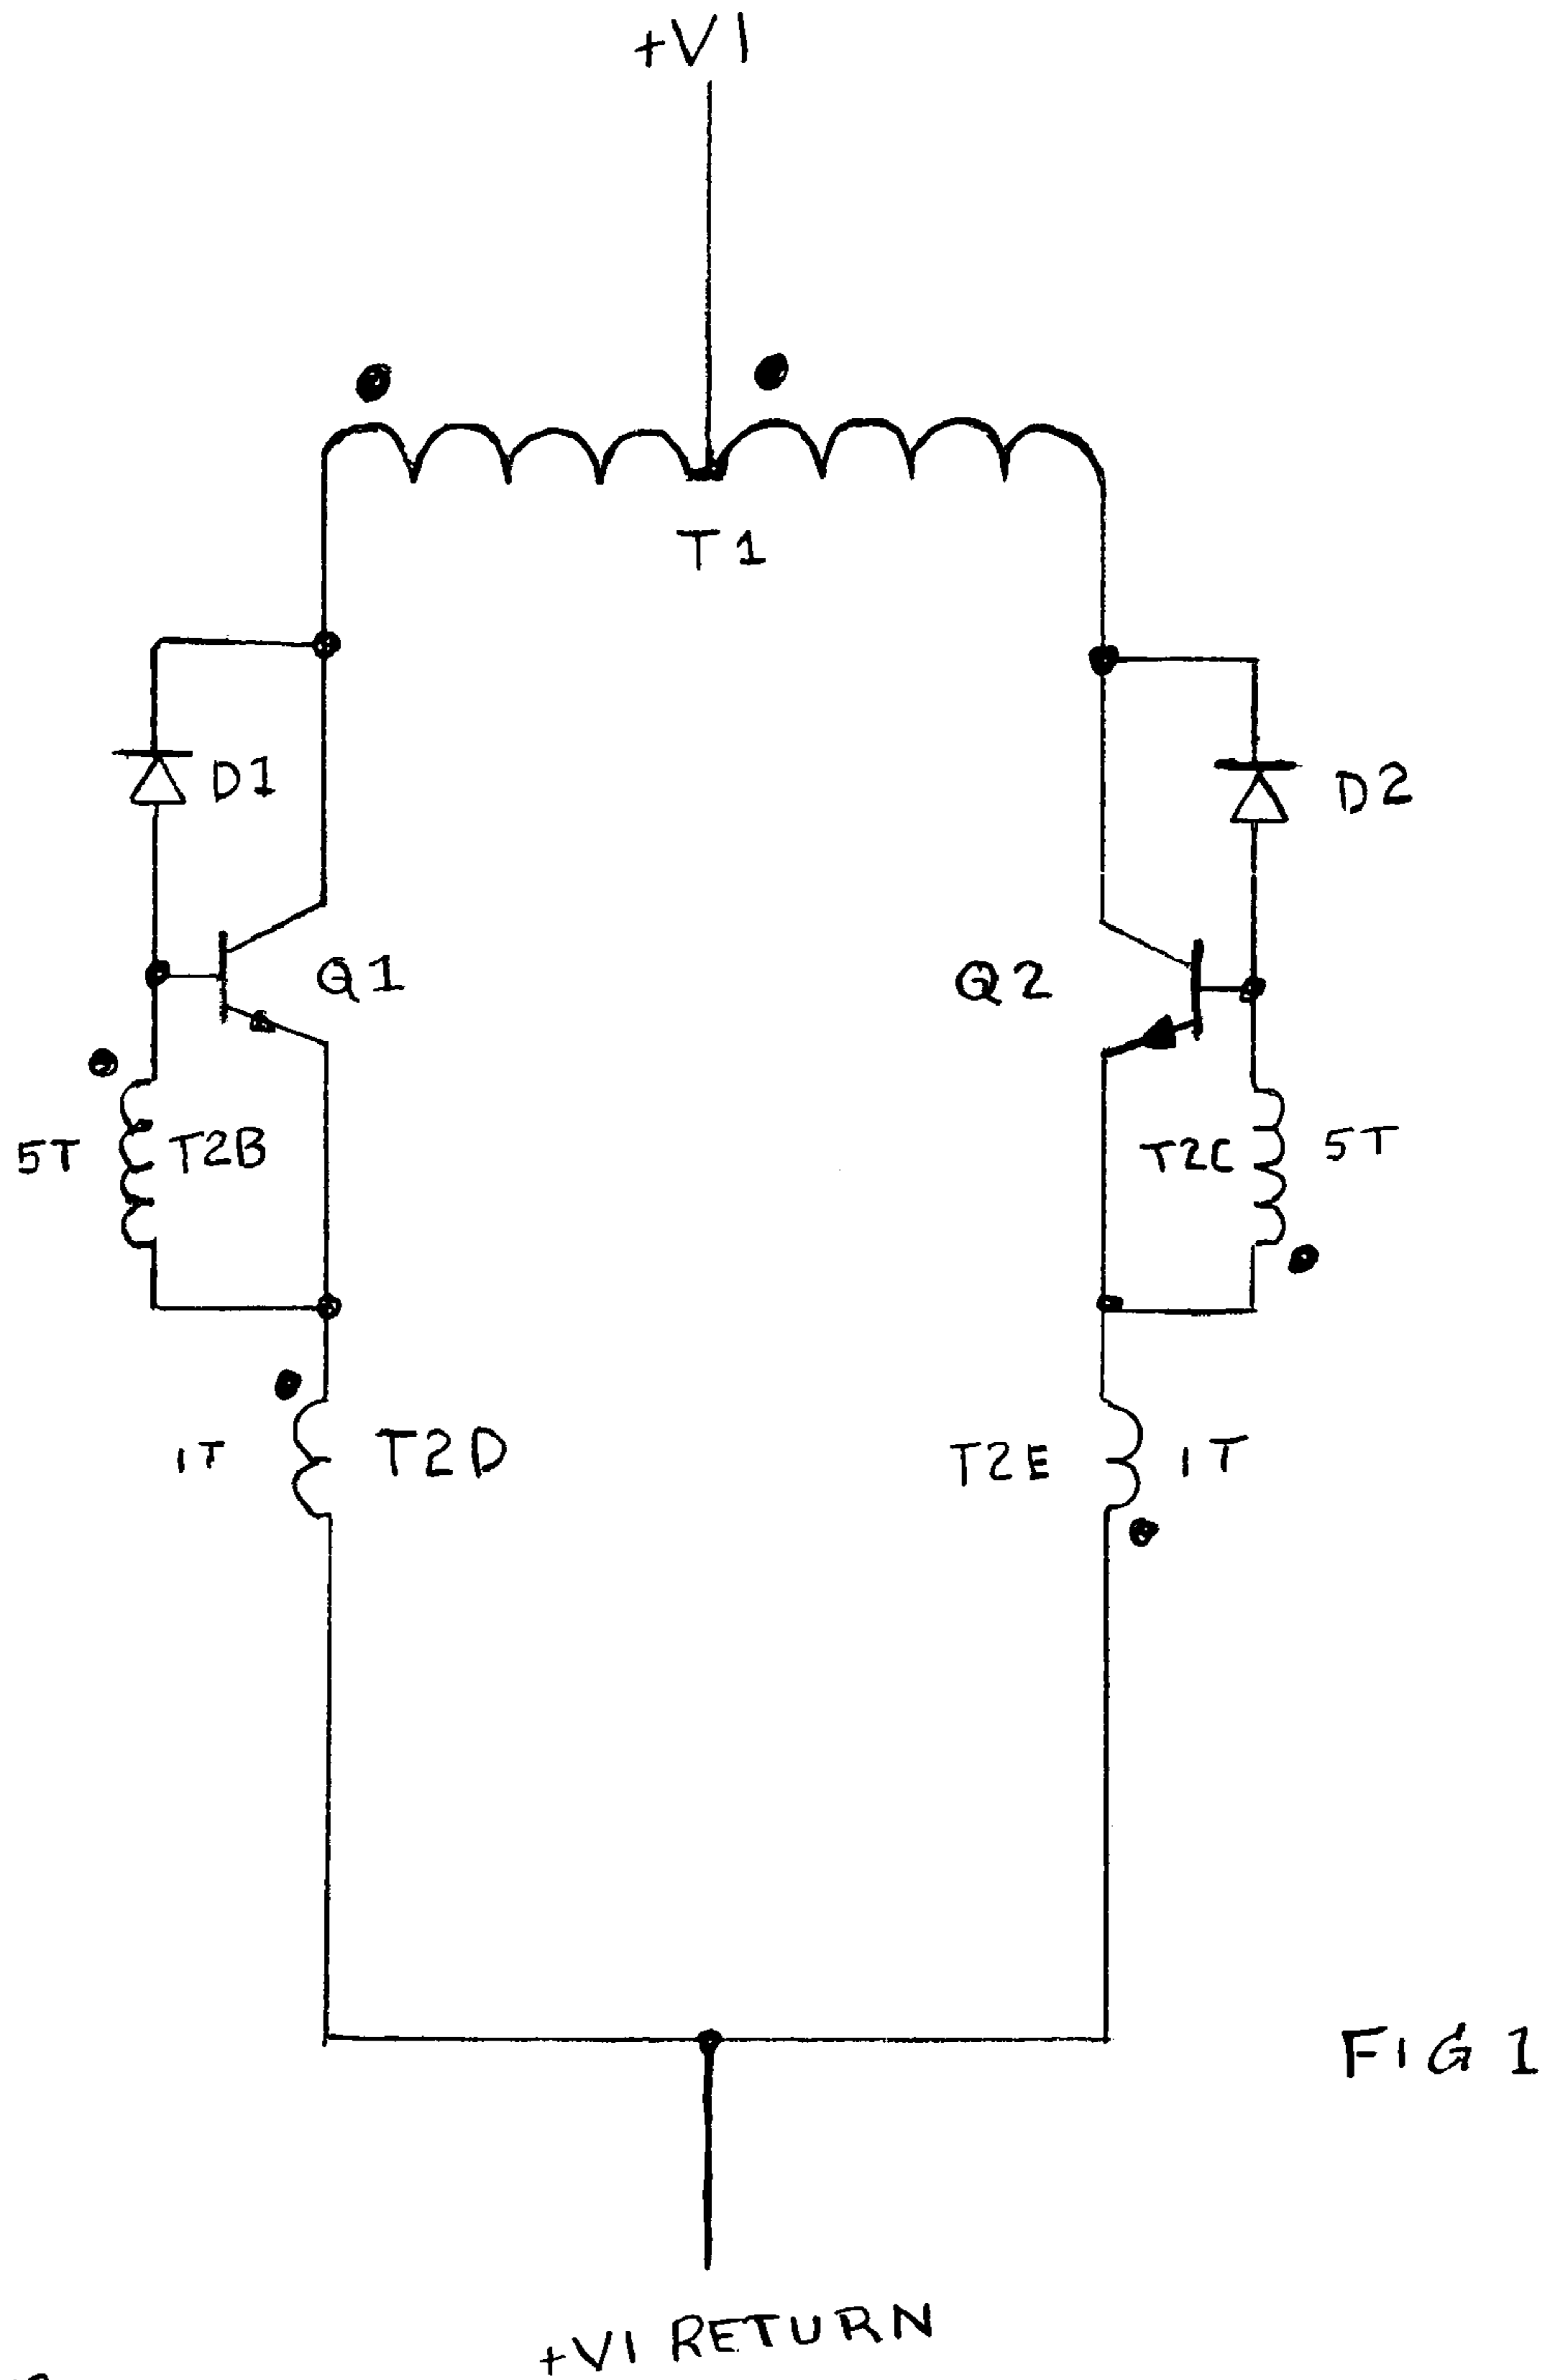 +V1
T1
D1
D2
Q1
Q2
5T
T2B
T2C
5T
1T
T2D
T2E
1T
FIG 1
+V1 RETURN